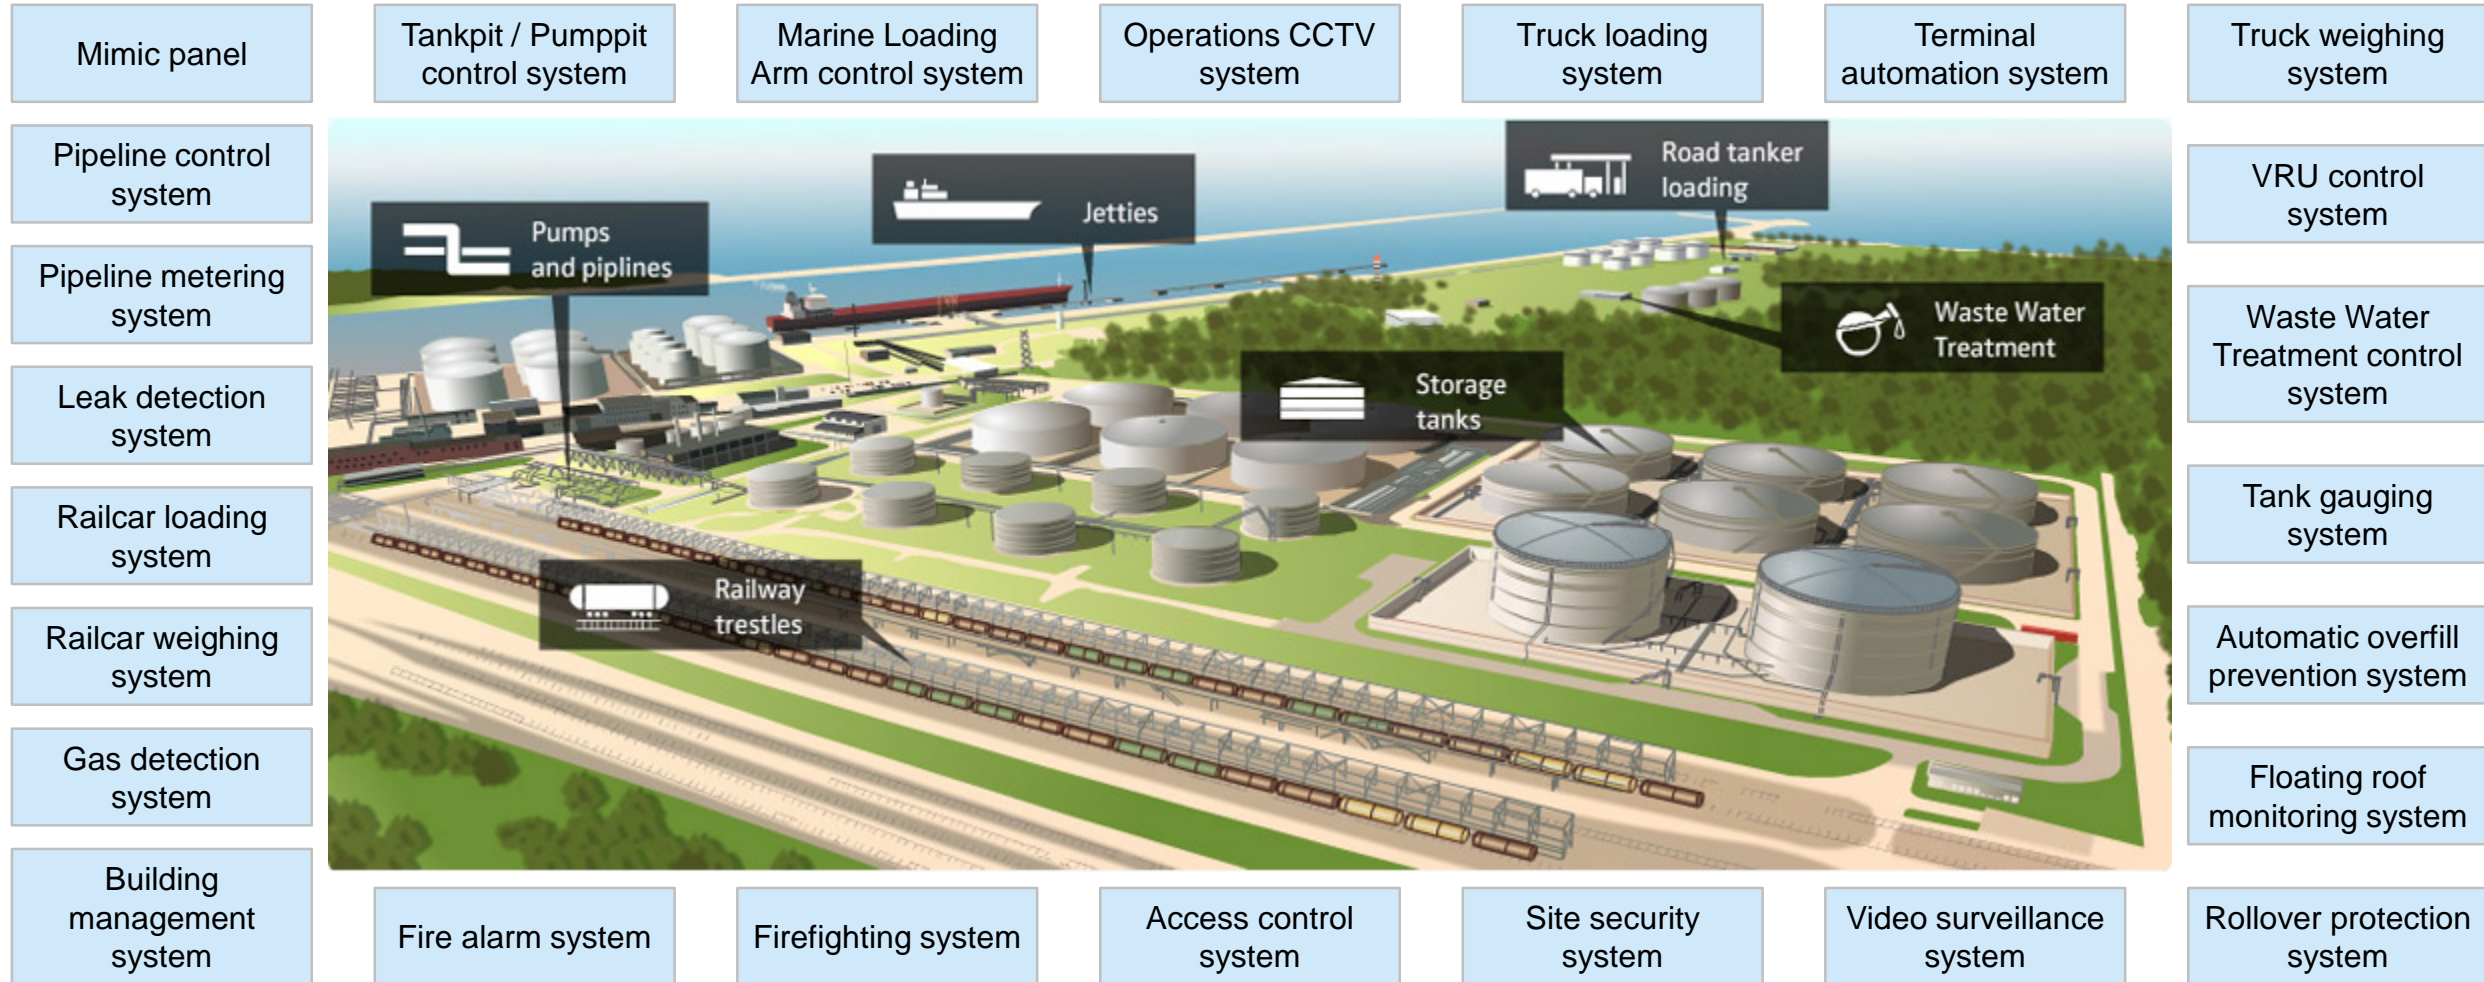 Mimic panel
Tankpit / Pumppit
control system
Marine Loading
Arm control system
Operations CCTV
system
Truck loading
system
Terminal
automation system
Truck weighing
system
Pipeline control
system
Pipeline metering
system
Leak detection
system
Railcar loading
system
Railcar weighing
system
Gas detection
system
Building
management
system
Pumps
and piplines
Jetties
Road tanker
loading
Waste Water
Treatment
Storage
tanks
Railway
trestles
VRU control
system
Waste Water
Treatment control
system
Tank gauging
system
Automatic overfill
prevention system
Floating roof
monitoring system
Fire alarm system
Firefighting system
Access control
system
Site security
system
Video surveillance
system
Rollover protection
system